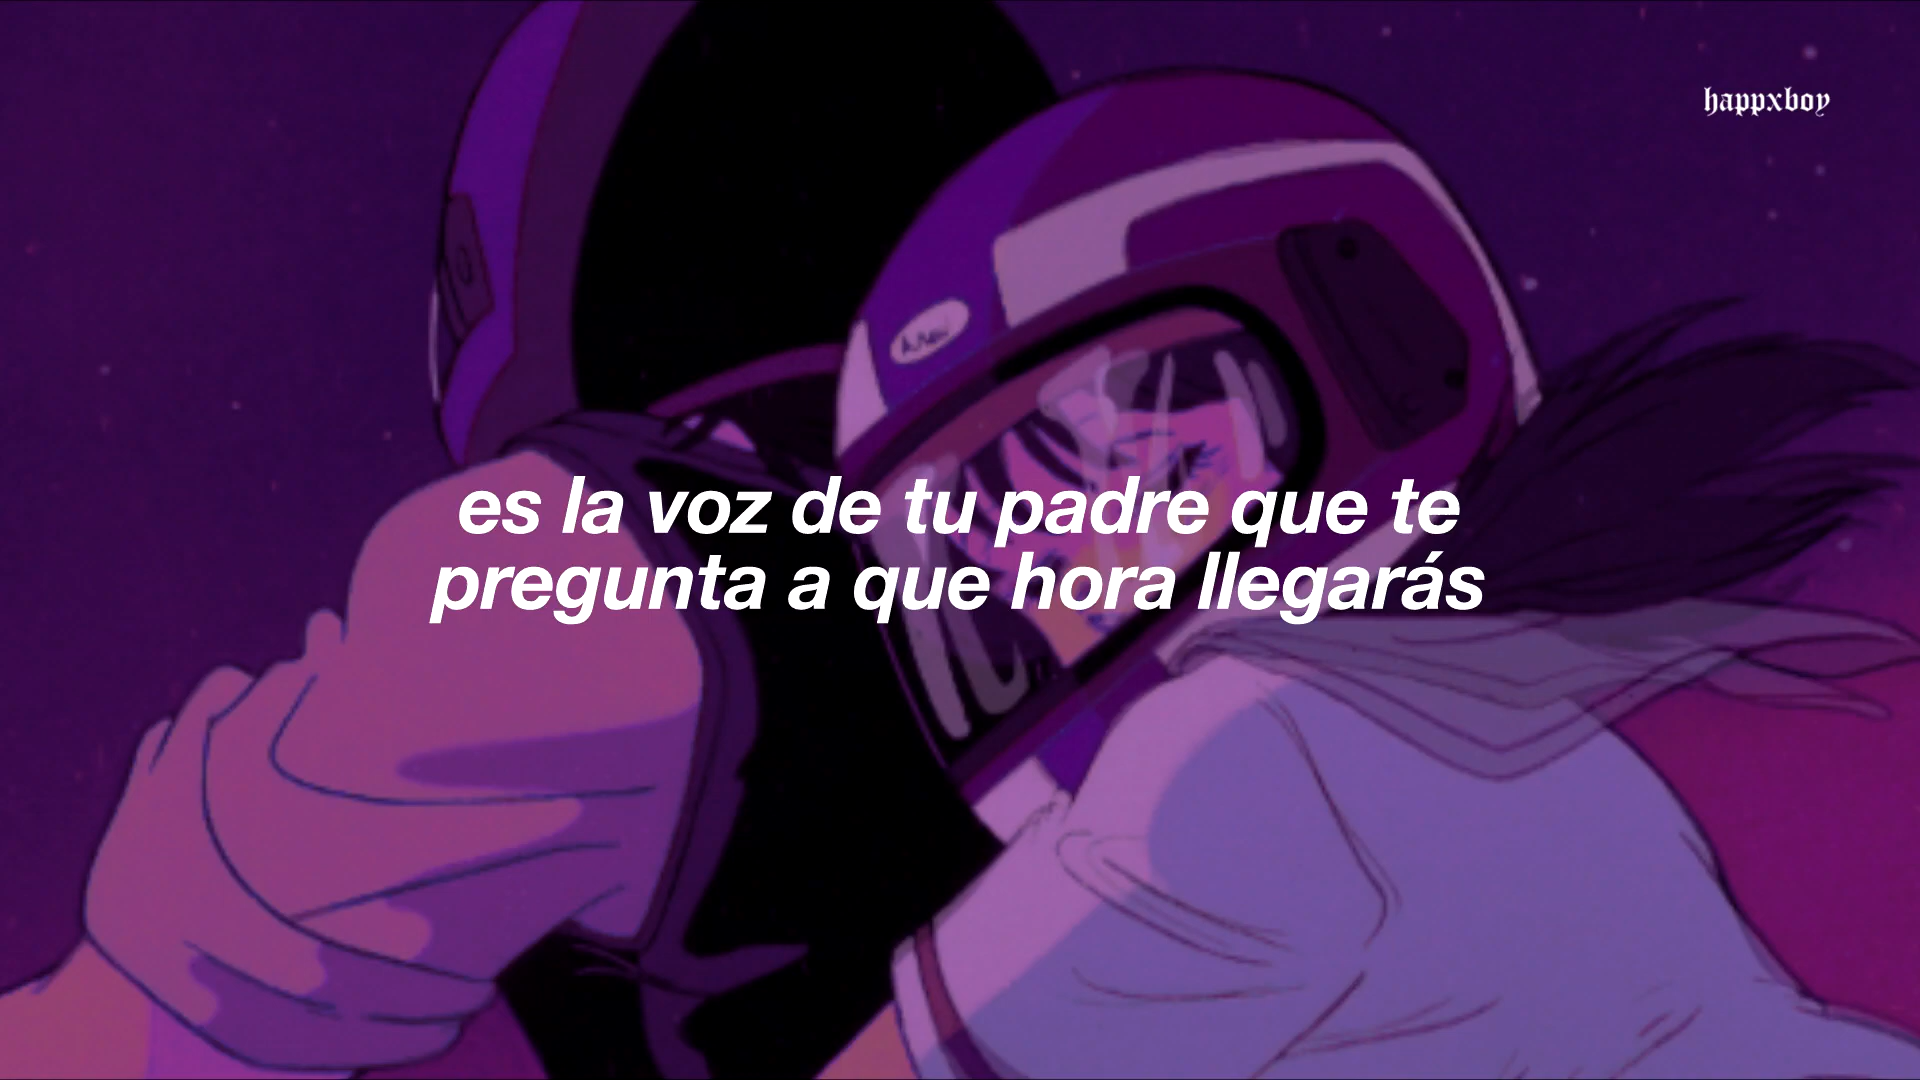 happxboy
es la voz de tu padre que te
pregunta a que hora llegarás